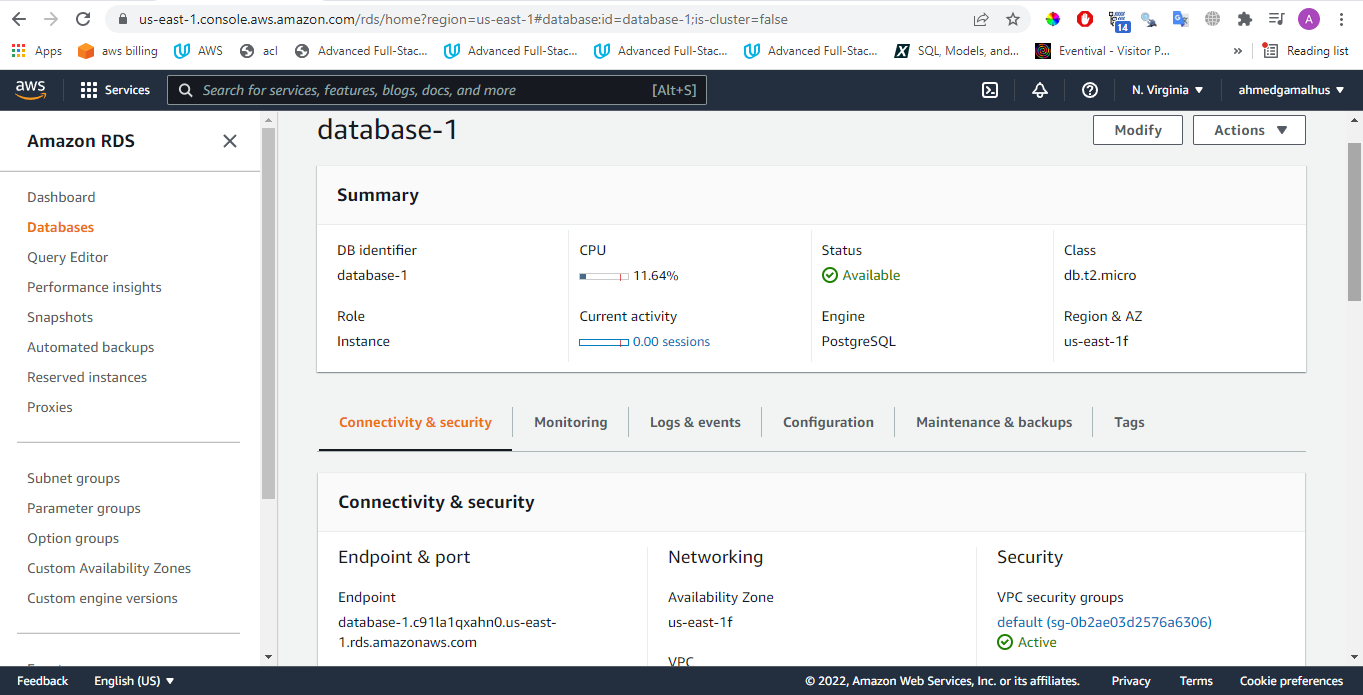 us-east-1.console.aws.amazon.com/rds/home?region=us-east-1#database:id=database-1;is-cluster=false
14
A
Apps
aws billing
AWS
acl
Advanced Full-Stac...
Advanced Full-Stac...
Advanced Full-Stac...
Advanced Full-Stac...
SQL, Models, and...
Eventival - Visitor P...
»
Reading list
aws
Services
Search for services, features, blogs, docs, and more
[Alt+S]
N. Virginia
ahmedgamalhus
Amazon RDS
Dashboard
Databases
Query Editor
Performance insights
Snapshots
Automated backups
Reserved instances
Proxies
Subnet groups
Parameter groups
Option groups
Custom Availability Zones
Custom engine versions
database-1
Modify
Actions
Summary
DB identifier
database-1
CPU
11.64%
Status
Available
Class
db.t2.micro
Role
Instance
Current activity
0.00 sessions
Engine
PostgreSQL
Region & AZ
us-east-1f
Connectivity & security
Monitoring
Logs & events
Configuration
Maintenance & backups
Tags
Connectivity & security
Endpoint & port
Endpoint
database-1.c91la1qxahn0.us-east-
1.rds.amazonaws.com
Networking
Availability Zone
us-east-1f
VPC
Security
VPC security groups
default (sg-0b2ae03d2576a6306)
Active
Feedback
English (US)
© 2022, Amazon Web Services, Inc. or its affiliates.
Privacy
Terms
Cookie preferences